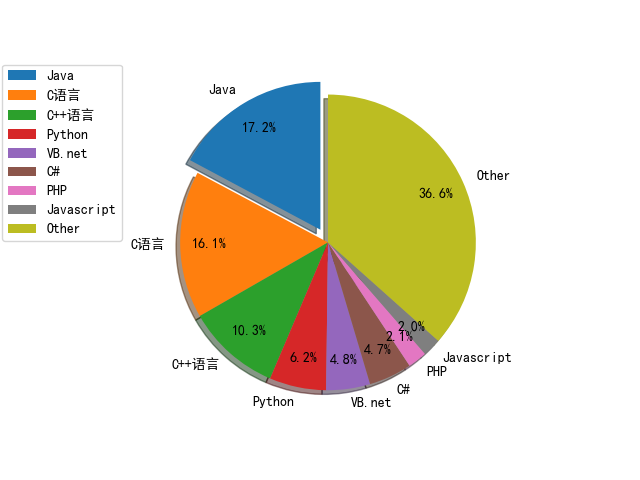 Java
C语言
C++语言
Python
VB.net
C#
PHP
Javascript
Other
Java
17.2%
Other
36.6%
C语言
16.1%
C++语言
10.3%
Python
6.2%
VB.net
4.8%
C#
4.7%
PHP
2.1%
Javascript
2.0%